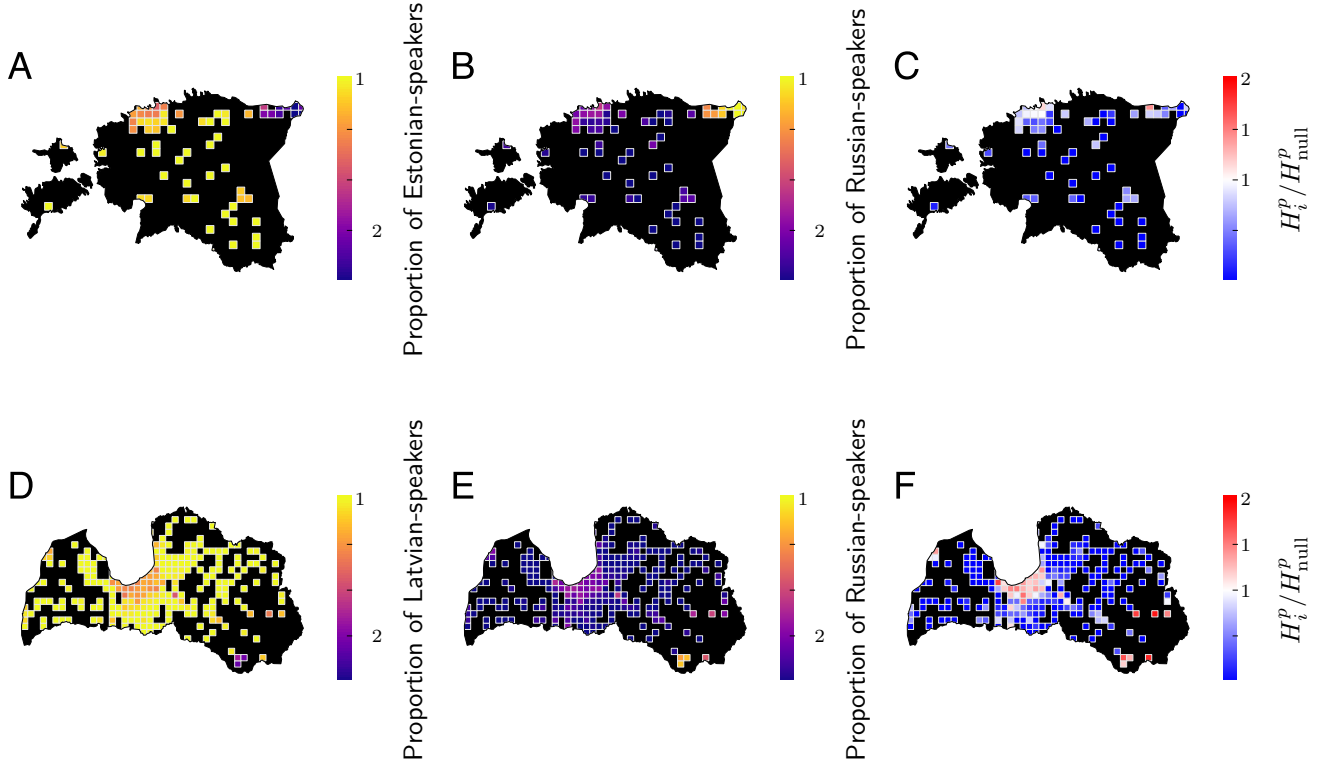 A
1
2
Proportion of Estonian-speakers
B
1
2
Proportion of Russian-speakers
C
2
1
1
H_i^p / H_null^p
D
1
2
Proportion of Latvian-speakers
E
1
2
Proportion of Russian-speakers
F
2
1
1
H_i^p / H_null^p